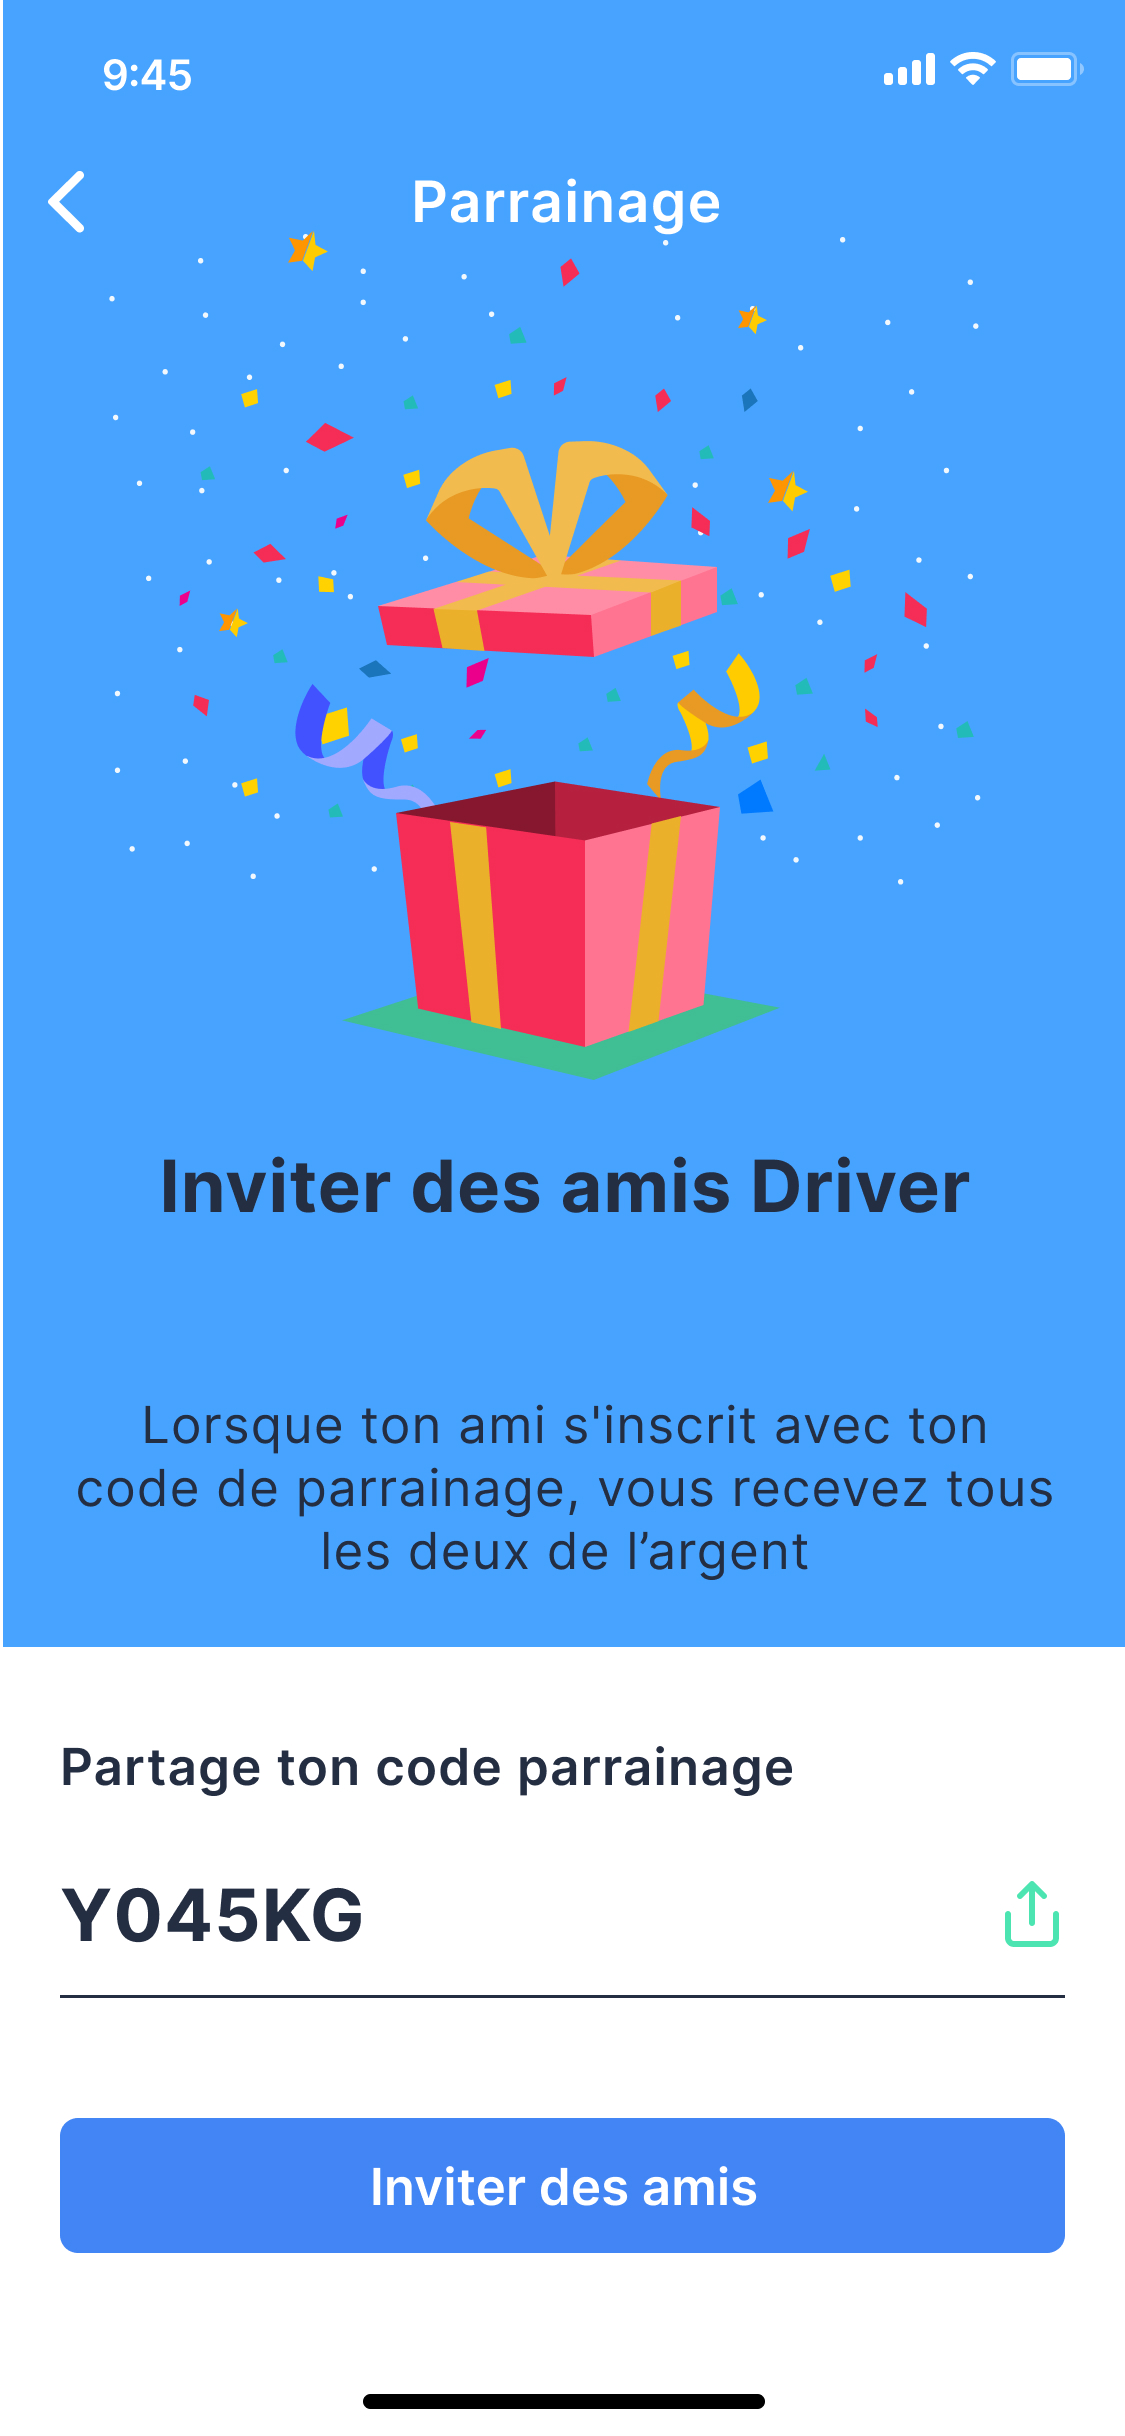 9:45
Parrainage
Inviter des amis Driver
Lorsque ton ami s'inscrit avec ton
code de parrainage, vous recevez tous
les deux de l’argent
Partage ton code parrainage
Y045KG
Inviter des amis